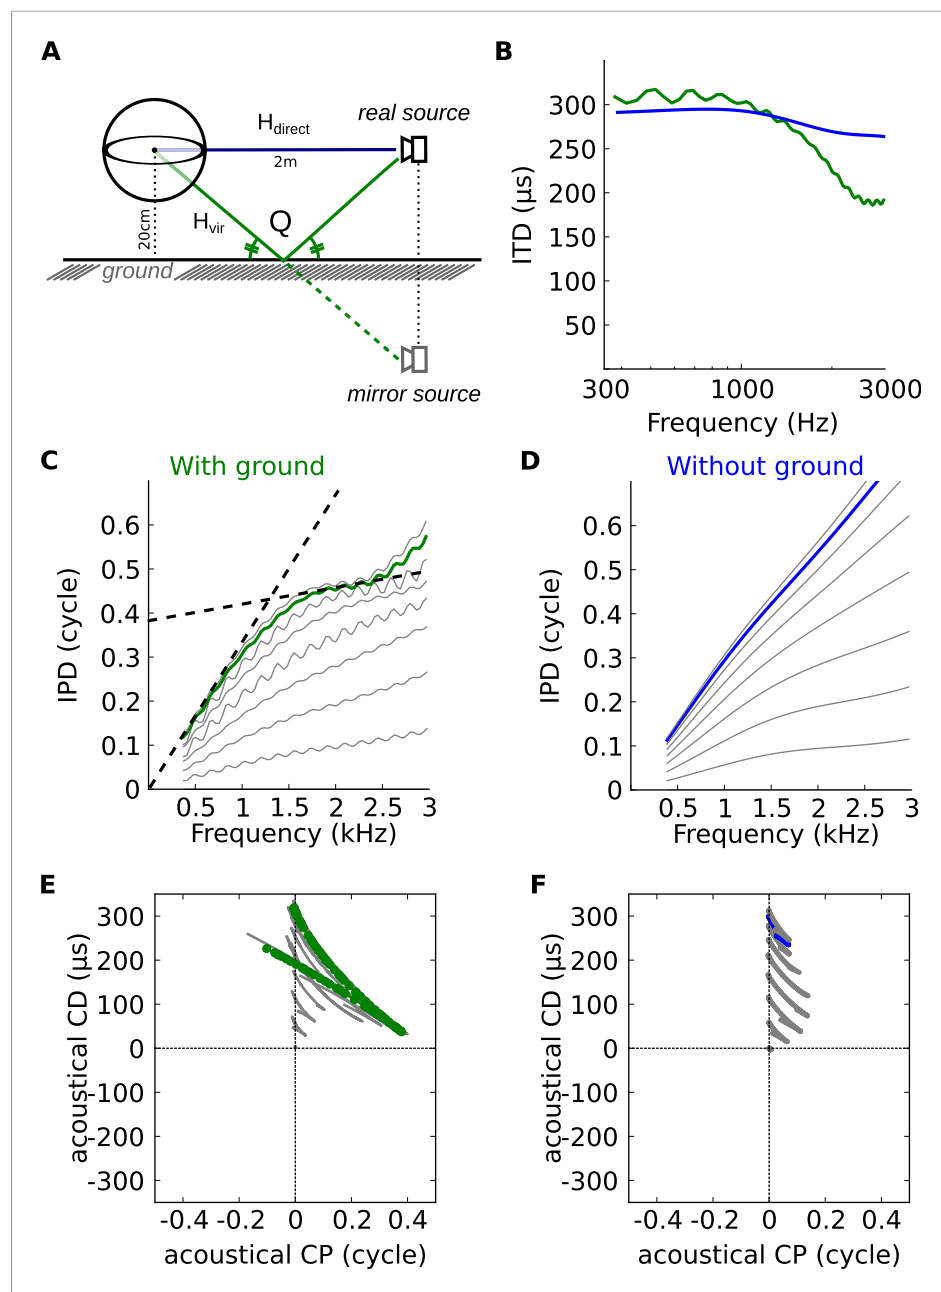 A
real source
H_direct
2m
20cm
H_vir
Q
ground
mirror source
B
ITD (µs)
300
250
200
150
100
50
300
1000
3000
Frequency (Hz)
C
With ground
IPD (cycle)
0.6
0.5
0.4
0.3
0.2
0.1
0
0.5
1
1.5
2
2.5
3
Frequency (kHz)
D
Without ground
IPD (cycle)
0.6
0.5
0.4
0.3
0.2
0.1
0
0.5
1
1.5
2
2.5
3
Frequency (kHz)
E
acoustical CD (µs)
300
200
100
0
-100
-200
-300
-0.4
-0.2
0
0.2
0.4
acoustical CP (cycle)
F
acoustical CD (µs)
300
200
100
0
-100
-200
-300
-0.4
-0.2
0
0.2
0.4
acoustical CP (cycle)